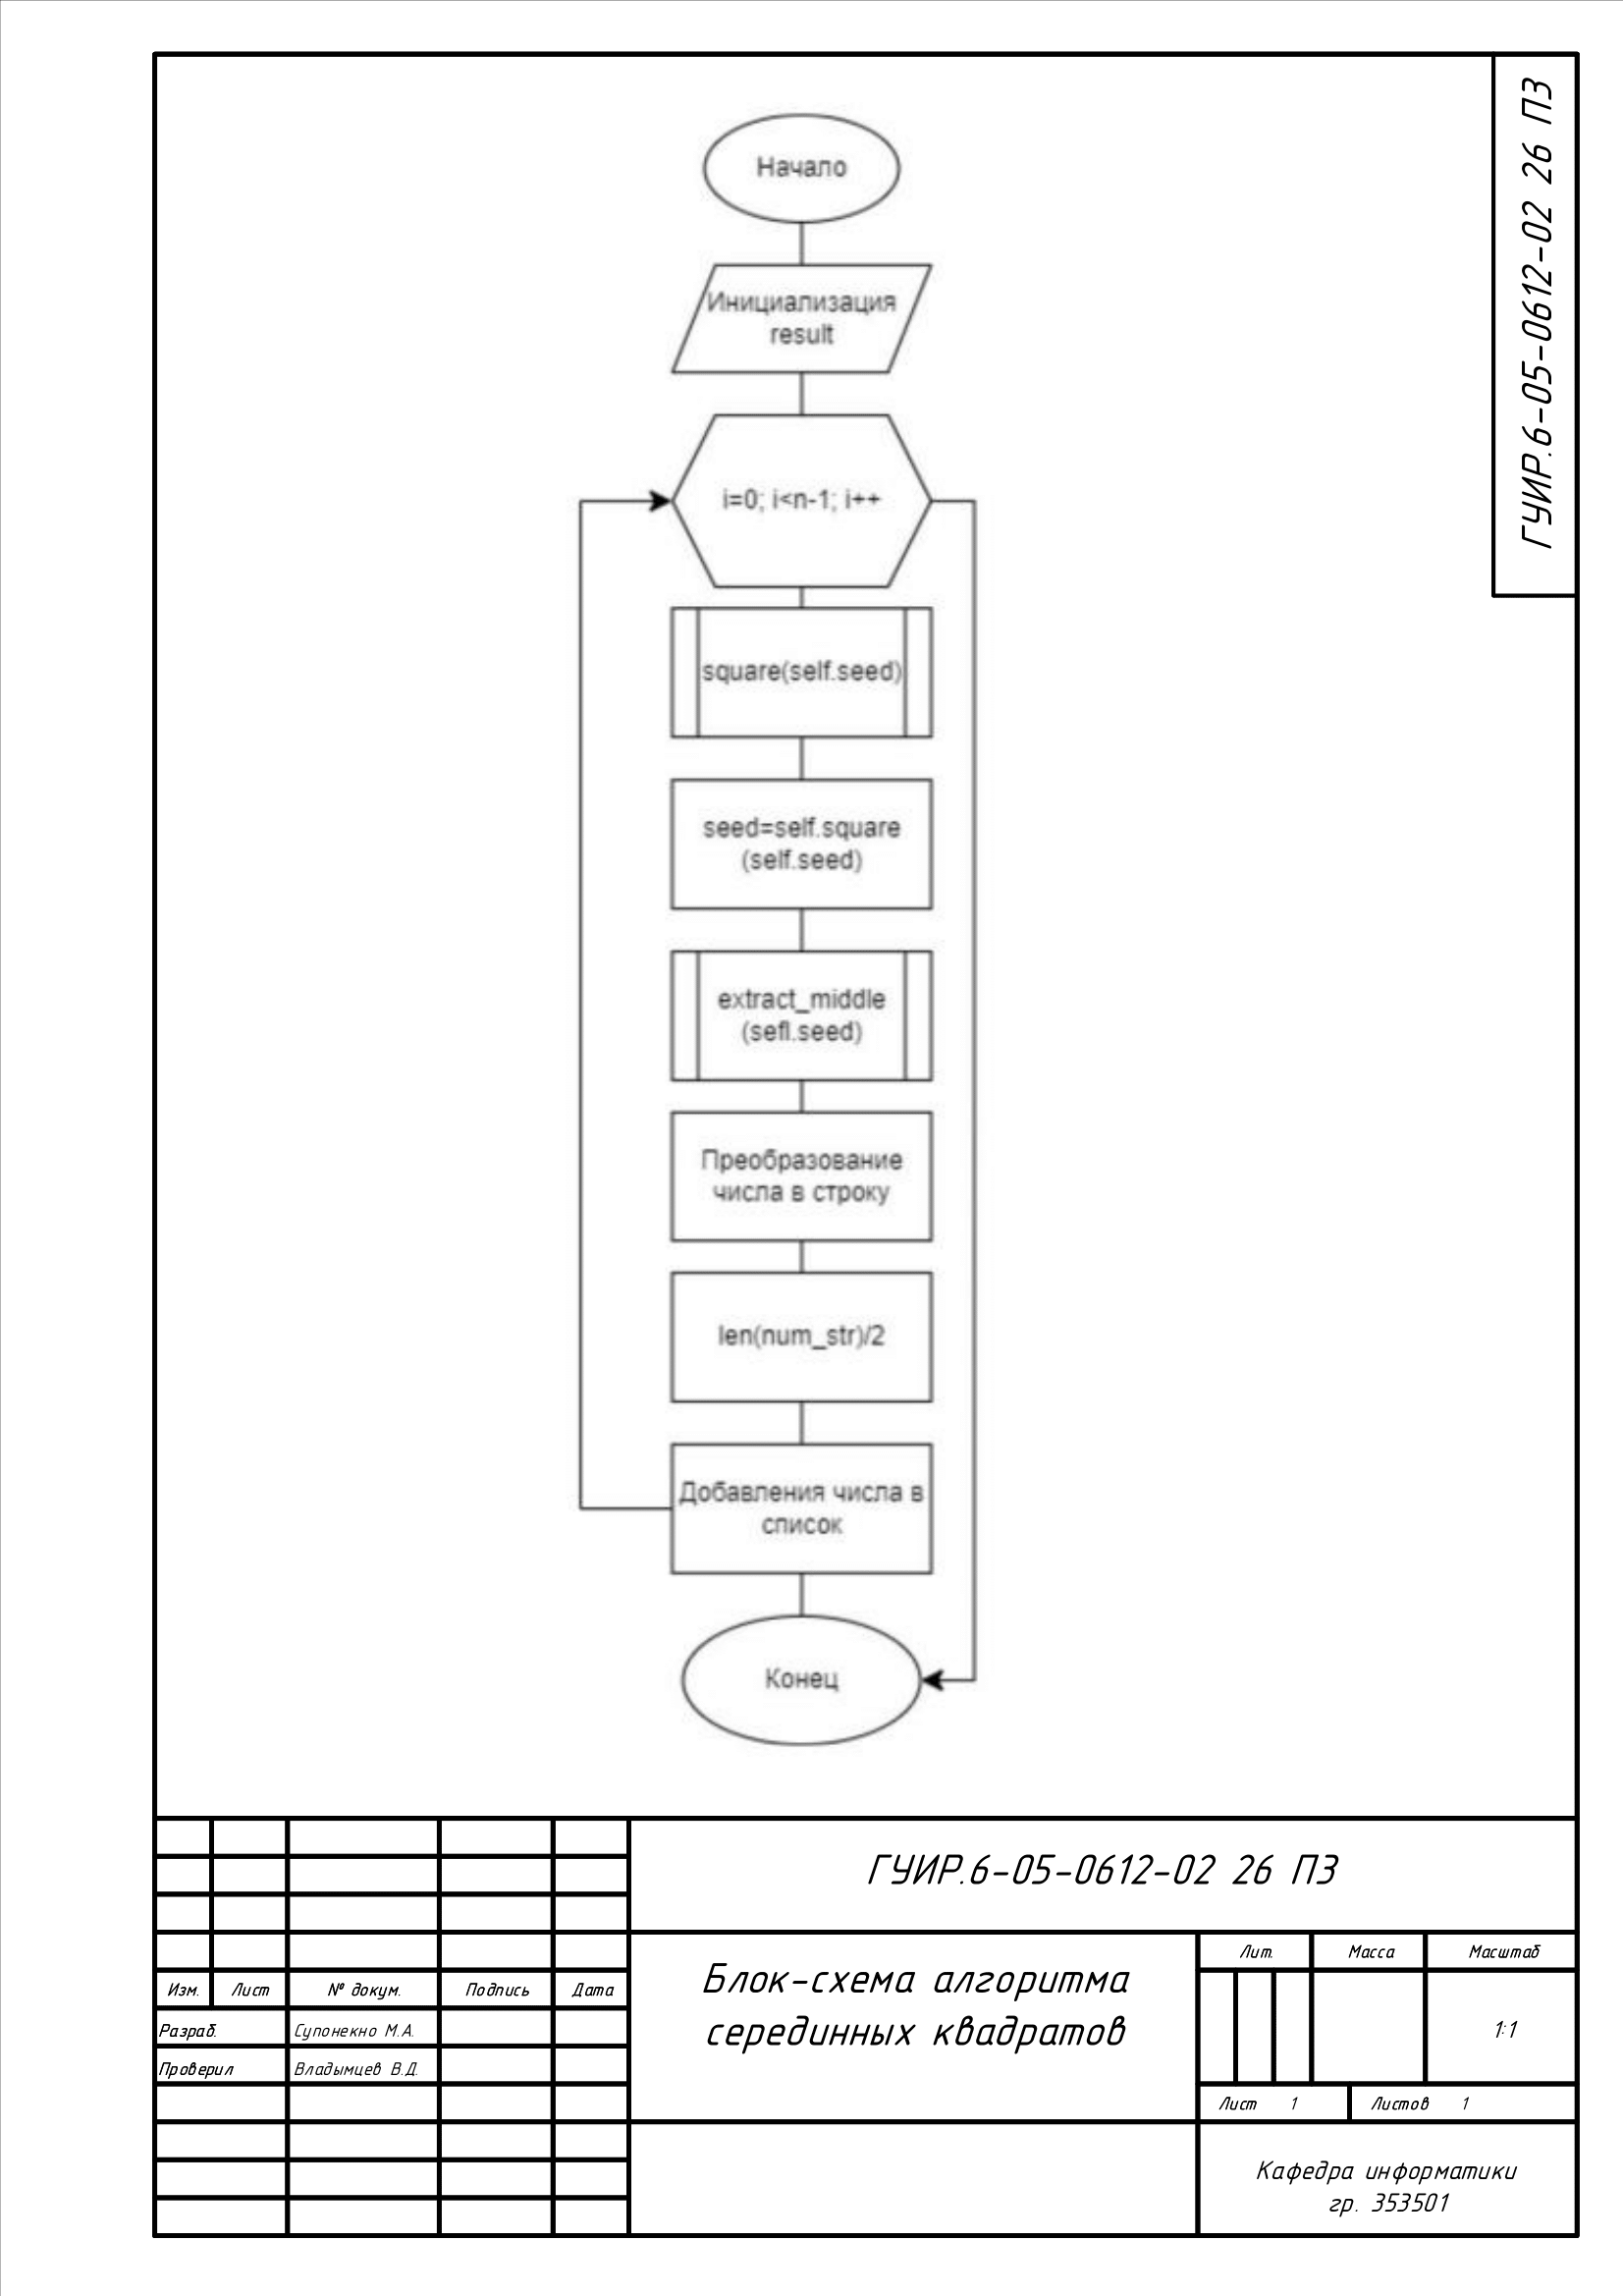 ГУИР.6-05-0612-02 26 ПЗ
Начало
Инициализация
result
i=0; i<n-1; i++
square(self.seed)
seed=self.square
(self.seed)
extract_middle
(sefl.seed)
Преобразование
числа в строку
len(num_str)/2
Добавления числа в
список
Конец
ГУИР.6-05-0612-02 26 ПЗ
Блок-схема алгоритма
серединных квадратов
Лит. Масса Масштаб
1:1
Лист 1 Листов 1
Изм. Лист № докум. Подпись Дата
Разраб. Супонекно М.А.
Проверил Владымцев В.Д.
Кафедра информатики
гр. 353501